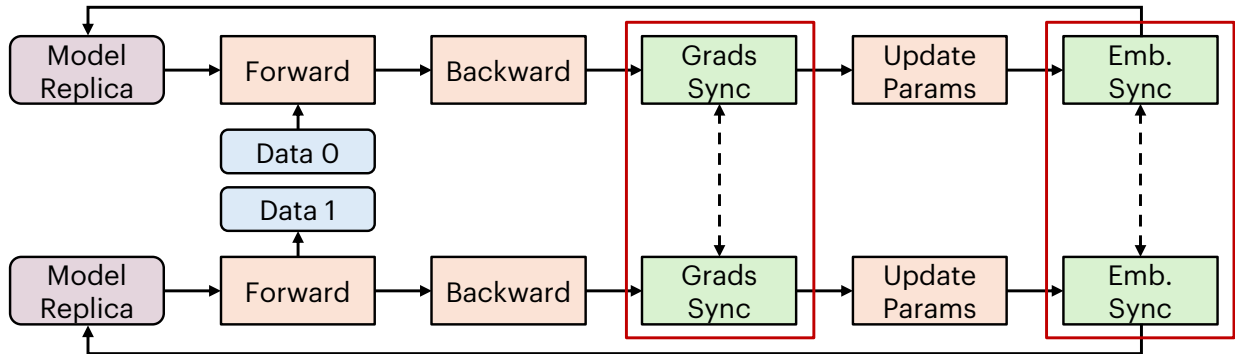 Model
Replica
Forward
Backward
Grads
Sync
Update
Params
Emb.
Sync
Data 0
Data 1
Model
Replica
Forward
Backward
Grads
Sync
Update
Params
Emb.
Sync